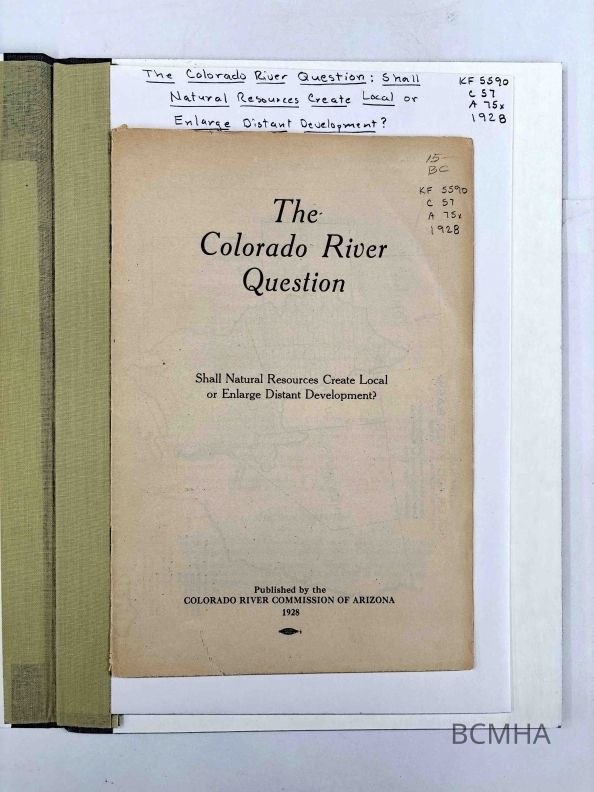 The Colorado River Question: Shall
Natural Resources Create Local or
Enlarge Distant Development?
KF 5590
C 57
A 75x
1928
15-
BC
KF 5590
C 57
A 75x
1928
The
Colorado River
Question
Shall Natural Resources Create Local
or Enlarge Distant Development?
Published by the
COLORADO RIVER COMMISSION OF ARIZONA
1928
BCMHA